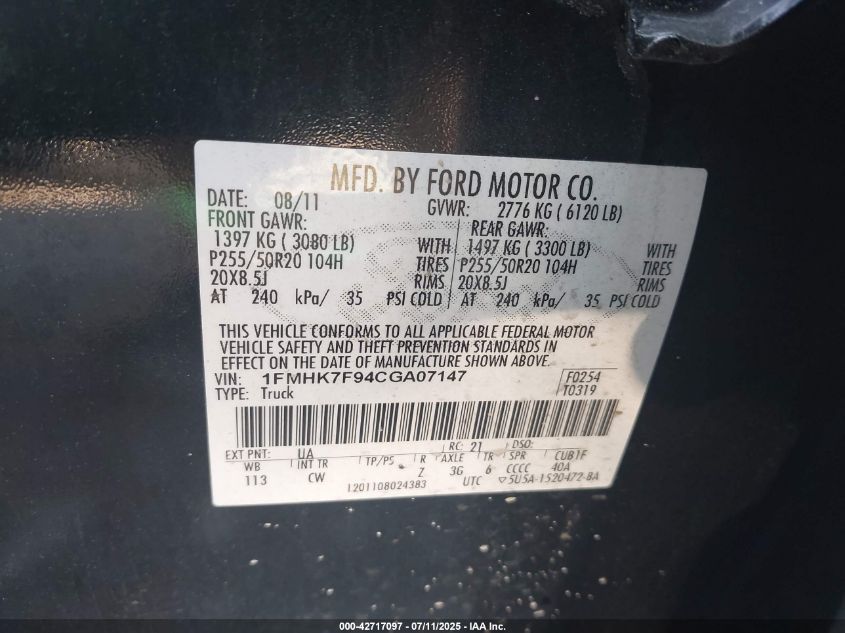 MFD. BY FORD MOTOR CO.
DATE: 08/11 GVWR: 2776 KG ( 6120 LB)
FRONT GAWR: REAR GAWR:
1397 KG ( 3080 LB) WITH 1497 KG ( 3300 LB) WITH
P255/50R20 104H TIRES P255/50R20 104H TIRES
20X8.5J RIMS 20X8.5J RIMS
AT 240 kPa/ 35 PSI COLD AT 240 kPa/ 35 PSI COLD
THIS VEHICLE CONFORMS TO ALL APPLICABLE FEDERAL MOTOR
VEHICLE SAFETY AND THEFT PREVENTION STANDARDS IN
EFFECT ON THE DATE OF MANUFACTURE SHOWN ABOVE.
VIN: 1FMHK7F94CGA07147 F0254
TYPE: Truck T0319
EXT PNT: UA RC: 21 DSO:
WB INT TR TP/PS R AXLE TR SPR CUB1F
113 CW Z 3G 6 CCCC 40A
1201108024383 UTC ▽5U5A-1520472-BA
000-42717097 - 07/11/2025 - IAA Inc.